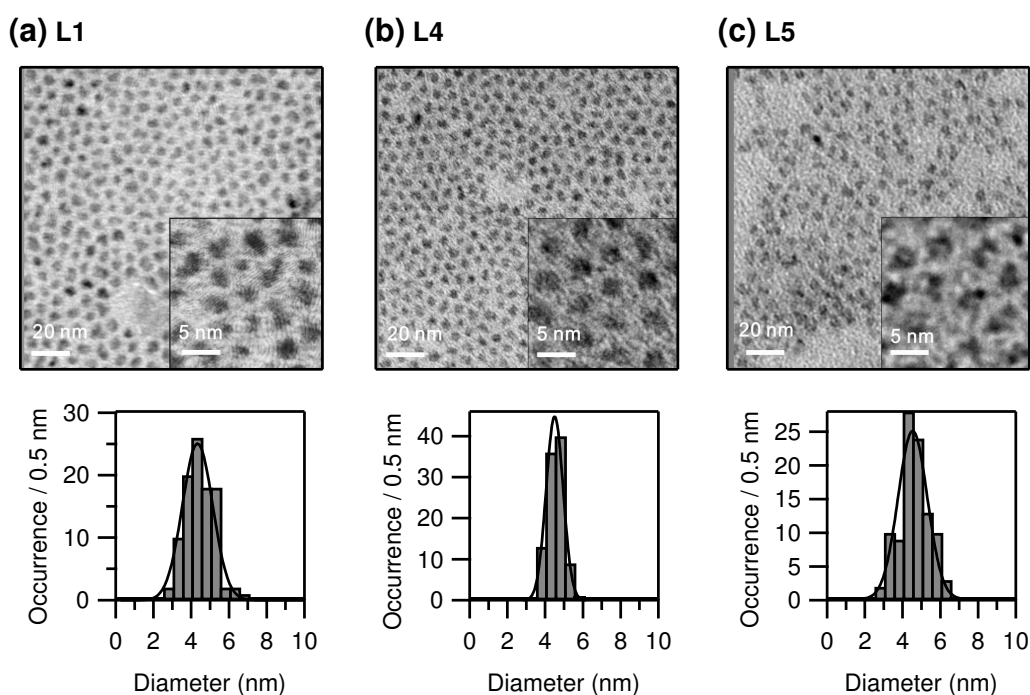 (a) L1
(b) L4
(c) L5
20 nm
5 nm
20 nm
5 nm
20 nm
5 nm
Occurrence / 0.5 nm
30
20
10
0
0 2 4 6 8 10
Diameter (nm)
Occurrence / 0.5 nm
40
30
20
10
0
0 2 4 6 8 10
Diameter (nm)
Occurrence / 0.5 nm
25
20
15
10
5
0
0 2 4 6 8 10
Diameter (nm)